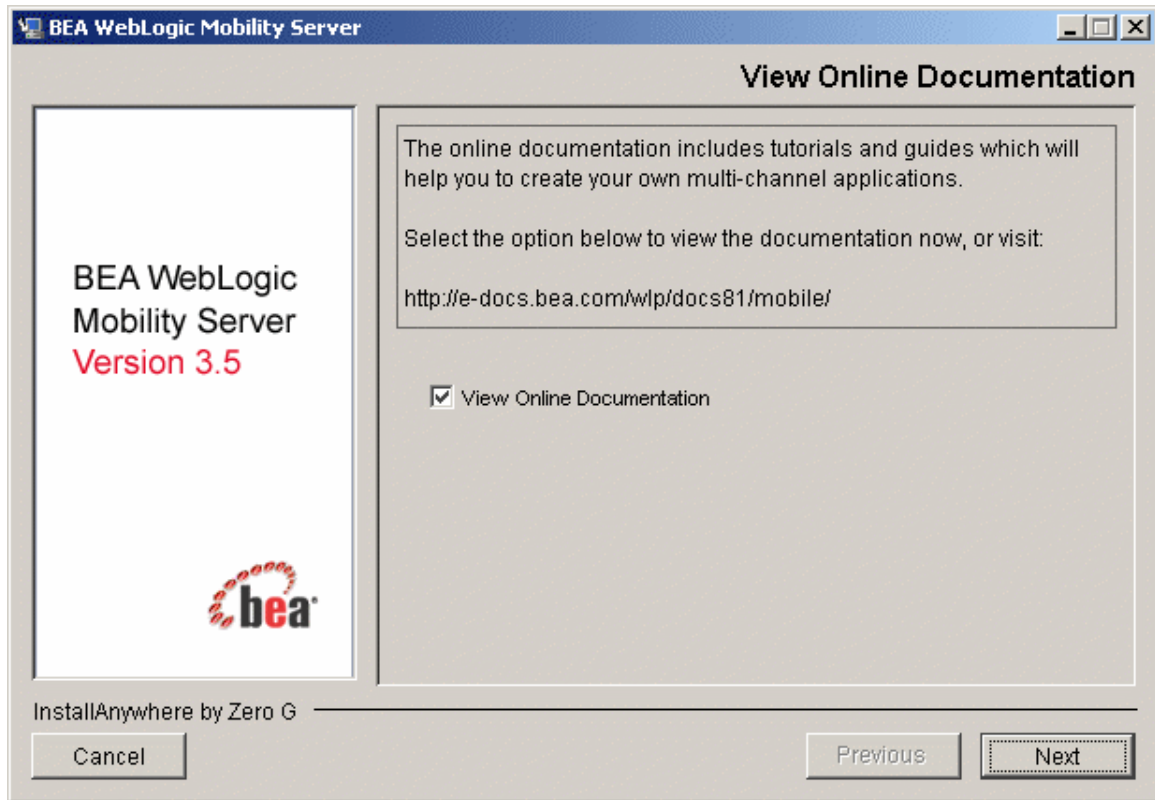 BEA WebLogic Mobility Server
View Online Documentation
BEA WebLogic
Mobility Server
Version 3.5
bea
The online documentation includes tutorials and guides which will
help you to create your own multi-channel applications.
Select the option below to view the documentation now, or visit:
http://e-docs.bea.com/wlp/docs81/mobile/
View Online Documentation
InstallAnywhere by Zero G
Cancel
Previous
Next